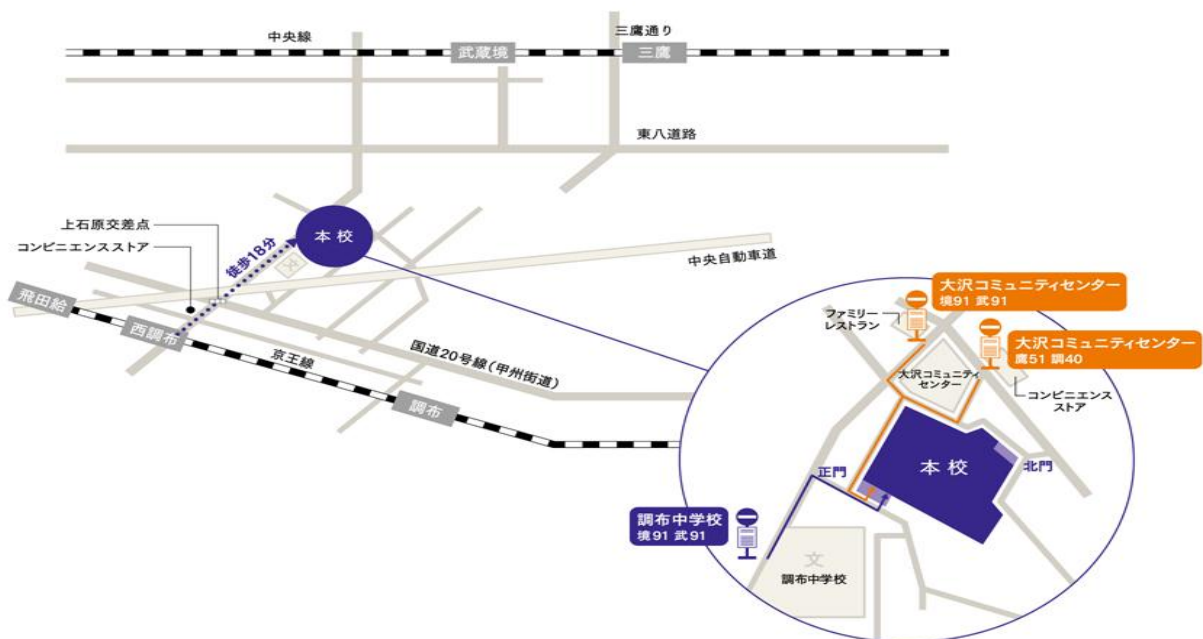 中央線
三鷹通り
武蔵境
三鷹
東八道路
上石原交差点
コンビニエンスストア
徒歩18分
本校
文
中央自動車道
飛田給
西調布
京王線
国道20号線(甲州街道)
調布
大沢コミュニティセンター
境91 武91
ファミリー
レストラン
大沢コミュニティセンター
鷹51 調40
大沢コミュニティ
センター
コンビニエンス
ストア
本校
正門
北門
調布中学校
境91 武91
文
調布中学校